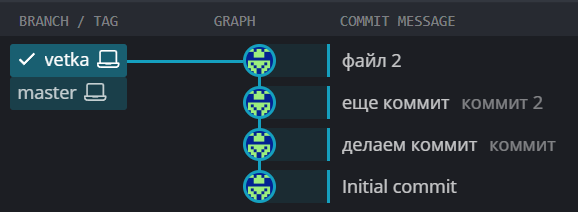 BRANCH / TAG GRAPH COMMIT MESSAGE
vetka файл 2
master
еще коммит коммит 2
делаем коммит коммит
Initial commit